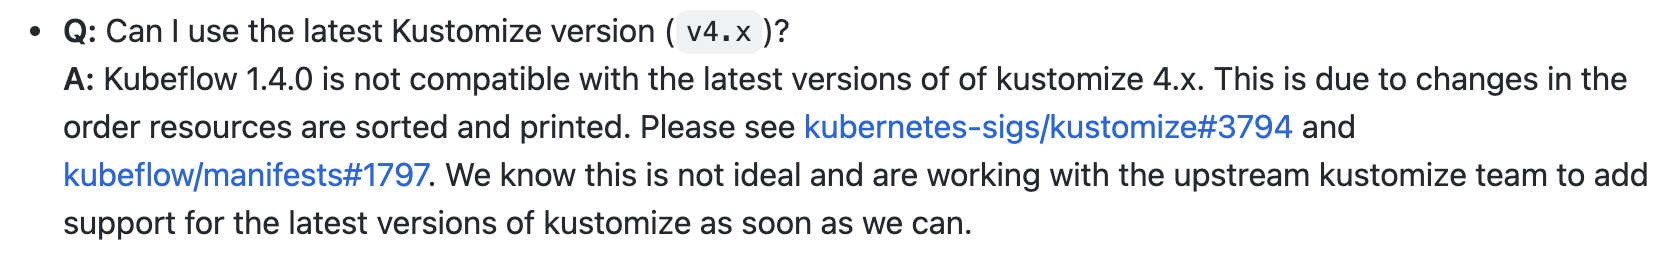 • Q: Can I use the latest Kustomize version ( v4.x )?
A: Kubeflow 1.4.0 is not compatible with the latest versions of of kustomize 4.x. This is due to changes in the
order resources are sorted and printed. Please see kubernetes-sigs/kustomize#3794 and
kubeflow/manifests#1797. We know this is not ideal and are working with the upstream kustomize team to add
support for the latest versions of kustomize as soon as we can.